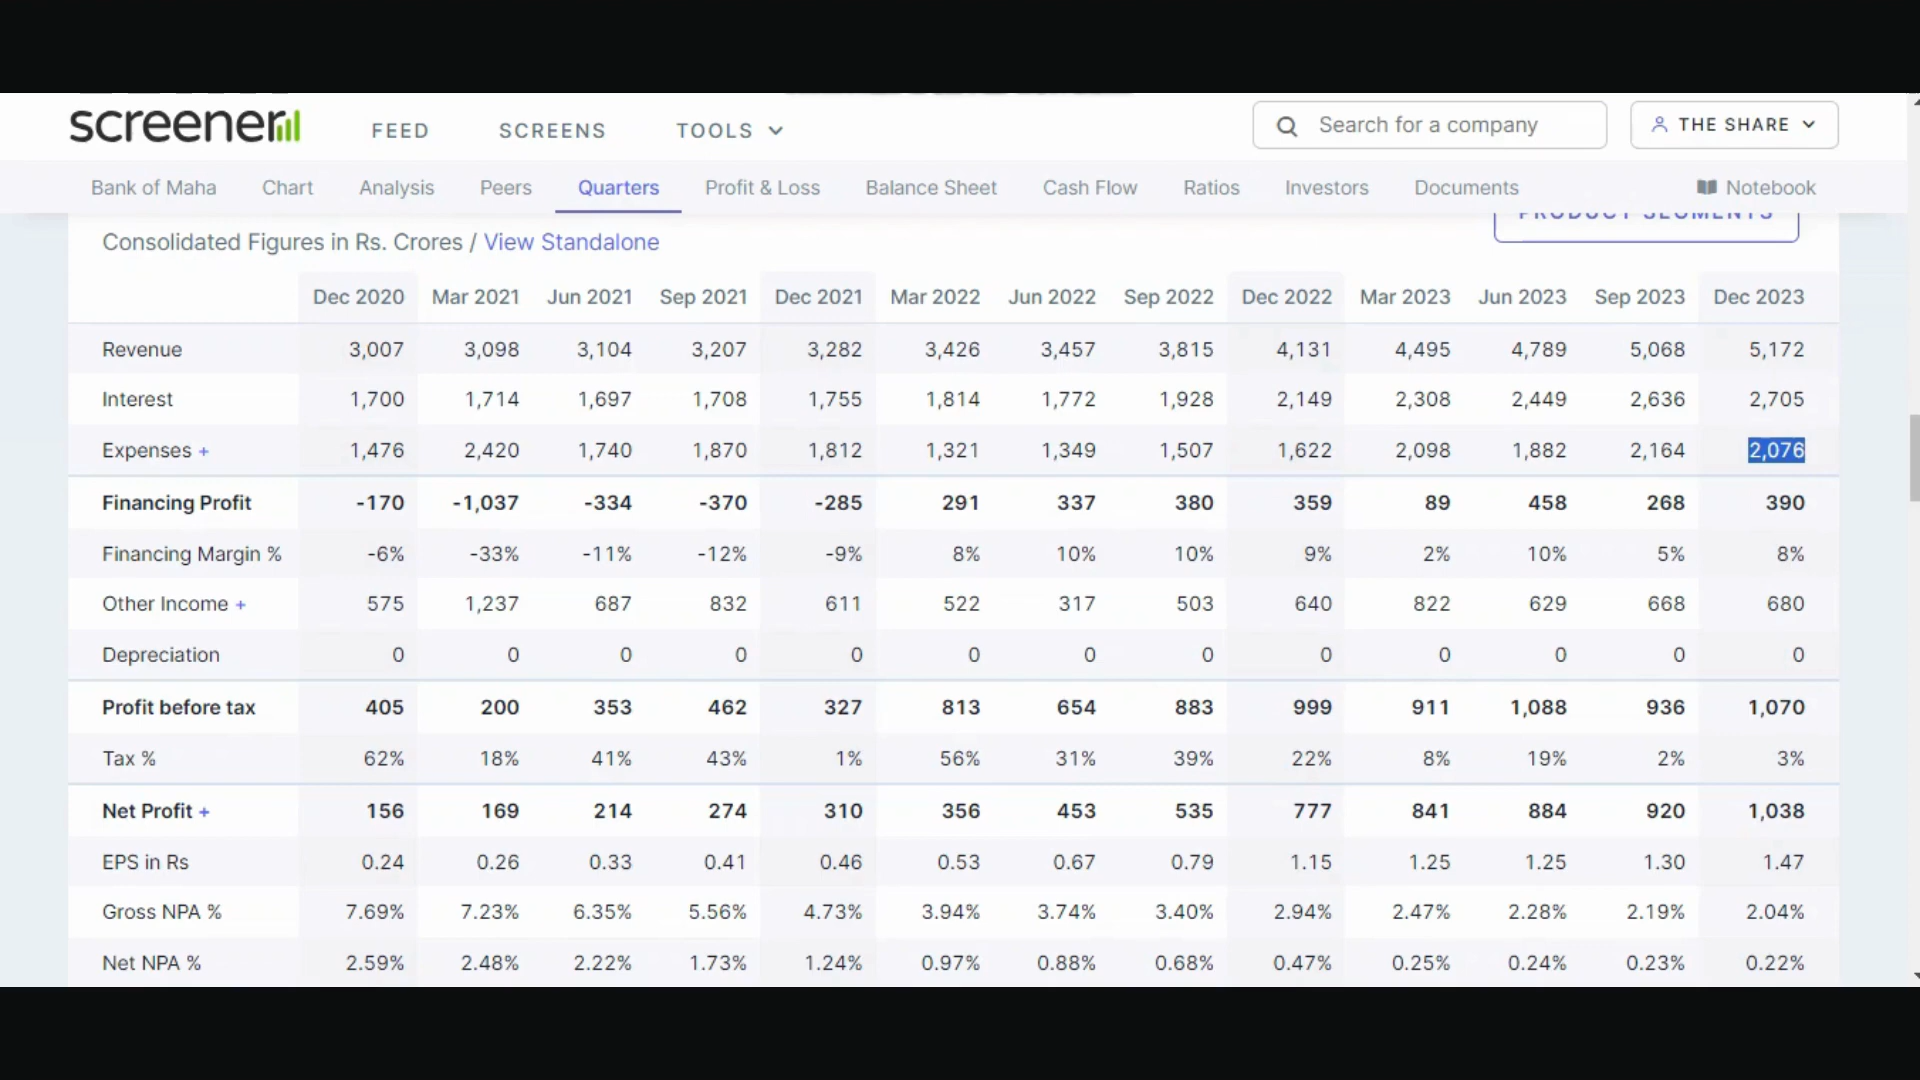 screener FEED SCREENS TOOLS Search for a company THE SHARE
Bank of Maha Chart Analysis Peers Quarters Profit & Loss Balance Sheet Cash Flow Ratios Investors Documents Notebook
PRODUCT SEGMENTS
Consolidated Figures in Rs. Crores / View Standalone
Dec 2020 Mar 2021 Jun 2021 Sep 2021 Dec 2021 Mar 2022 Jun 2022 Sep 2022 Dec 2022 Mar 2023 Jun 2023 Sep 2023 Dec 2023
Revenue 3,007 3,098 3,104 3,207 3,282 3,426 3,457 3,815 4,131 4,495 4,789 5,068 5,172
Interest 1,700 1,714 1,697 1,708 1,755 1,814 1,772 1,928 2,149 2,308 2,449 2,636 2,705
Expenses + 1,476 2,420 1,740 1,870 1,812 1,321 1,349 1,507 1,622 2,098 1,882 2,164 2,076
Financing Profit -170 -1,037 -334 -370 -285 291 337 380 359 89 458 268 390
Financing Margin % -6% -33% -11% -12% -9% 8% 10% 10% 9% 2% 10% 5% 8%
Other Income + 575 1,237 687 832 611 522 317 503 640 822 629 668 680
Depreciation 0 0 0 0 0 0 0 0 0 0 0 0 0
Profit before tax 405 200 353 462 327 813 654 883 999 911 1,088 936 1,070
Tax % 62% 18% 41% 43% 1% 56% 31% 39% 22% 8% 19% 2% 3%
Net Profit + 156 169 214 274 310 356 453 535 777 841 884 920 1,038
EPS in Rs 0.24 0.26 0.33 0.41 0.46 0.53 0.67 0.79 1.15 1.25 1.25 1.30 1.47
Gross NPA % 7.69% 7.23% 6.35% 5.56% 4.73% 3.94% 3.74% 3.40% 2.94% 2.47% 2.28% 2.19% 2.04%
Net NPA % 2.59% 2.48% 2.22% 1.73% 1.24% 0.97% 0.88% 0.68% 0.47% 0.25% 0.24% 0.23% 0.22%